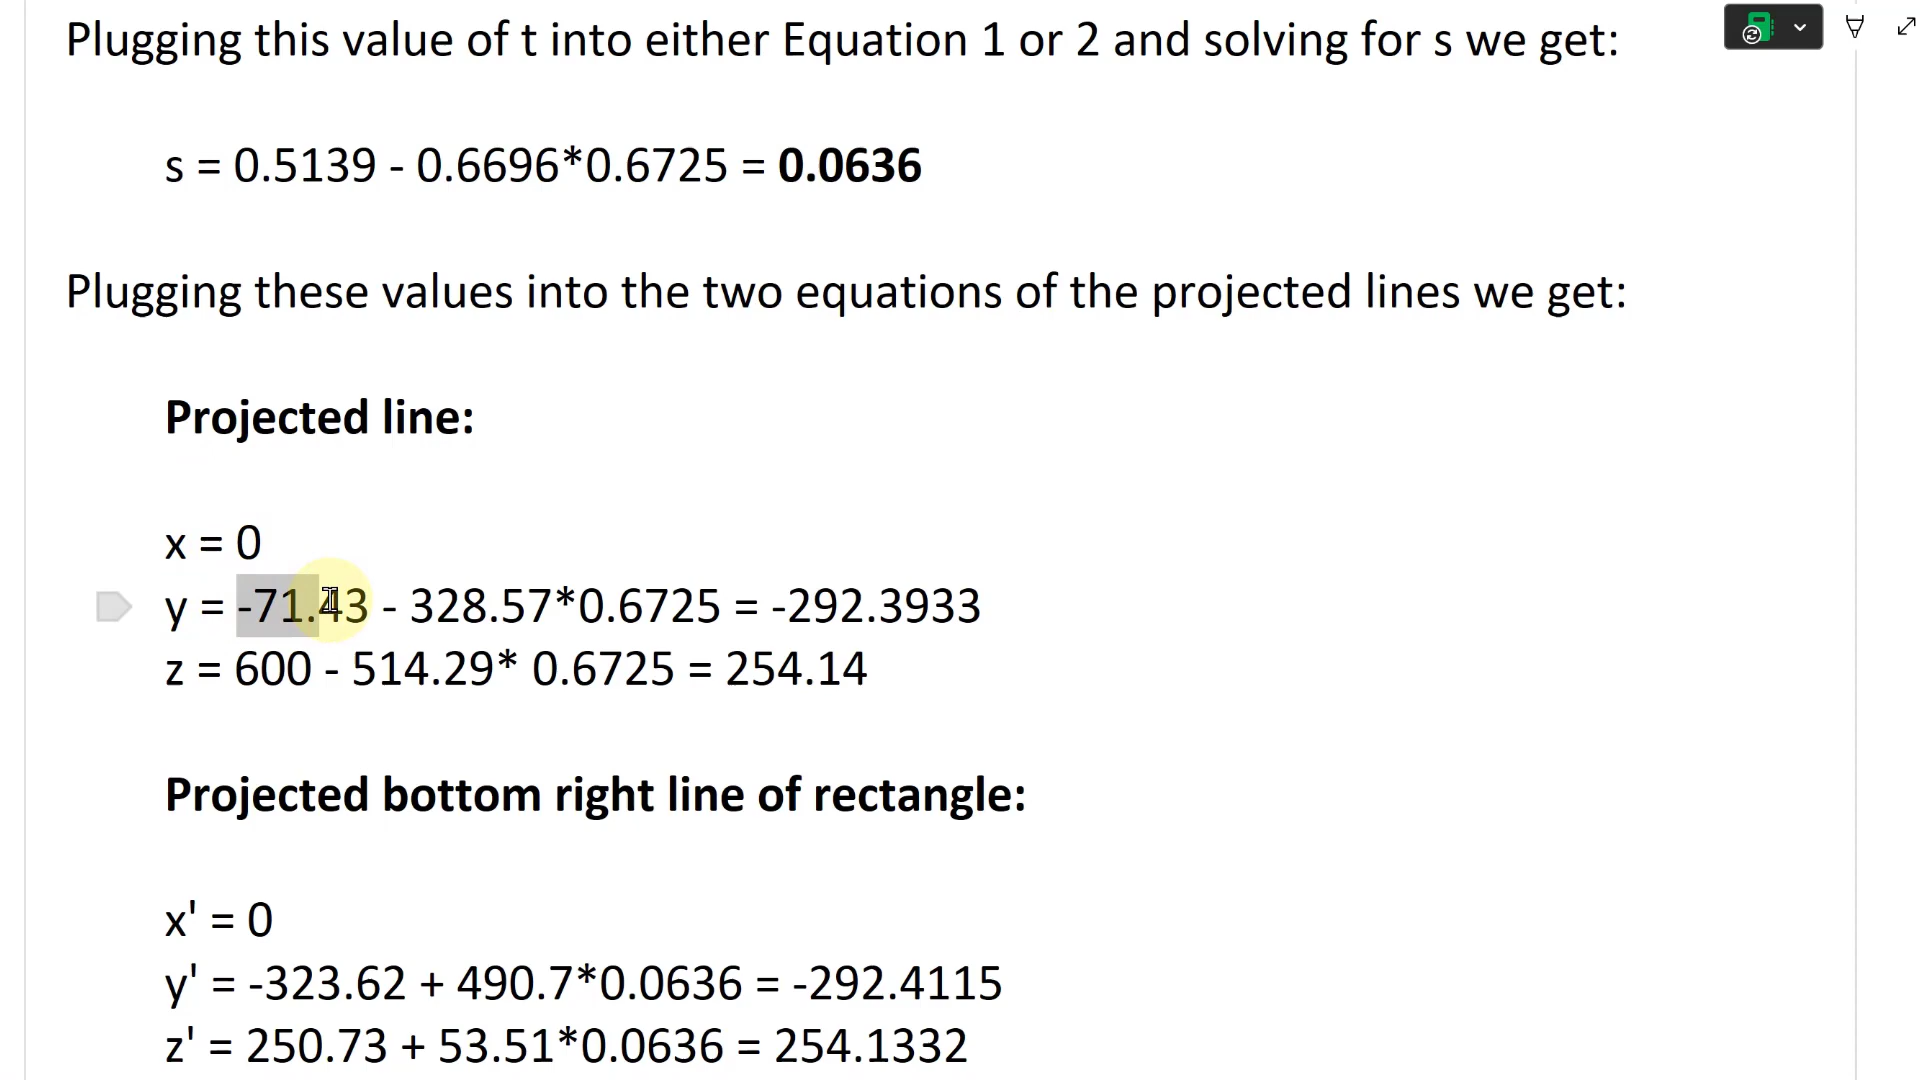 Plugging this value of t into either Equation 1 or 2 and solving for s we get:
s = 0.5139 - 0.6696*0.6725 = 0.0636
Plugging these values into the two equations of the projected lines we get:
Projected line:
x = 0
y = -71.43 - 328.57*0.6725 = -292.3933
z = 600 - 514.29* 0.6725 = 254.14
Projected bottom right line of rectangle:
x' = 0
y' = -323.62 + 490.7*0.0636 = -292.4115
z' = 250.73 + 53.51*0.0636 = 254.1332